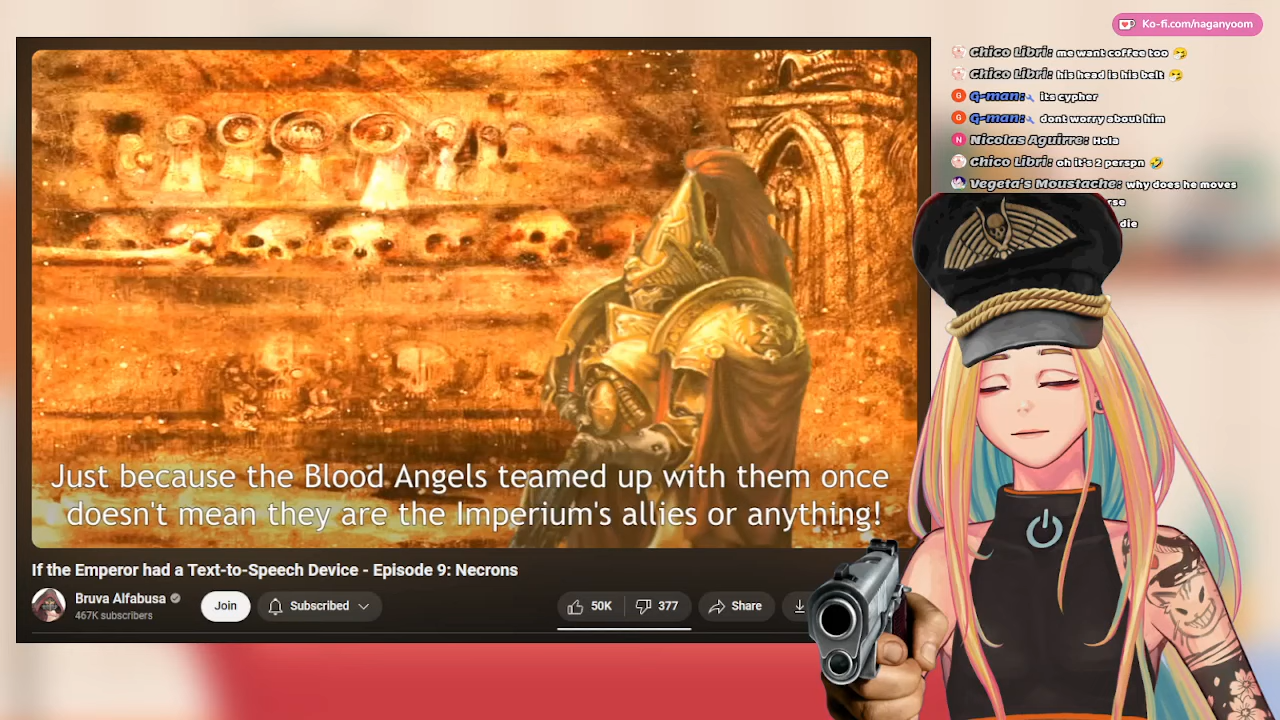 Ko-fi.com/naganyoom
Chico Libri: me want coffee too
Chico Libri: his head is his belt
G-man: its cypher
G-man: dont worry about him
Nicolas Aguirre: Hola
Chico Libri: oh it's 2 perspn
Vegeta's Moustache: why does he moves
rse
die
Just because the Blood Angels teamed up with them once
doesn't mean they are the Imperium's allies or anything!
If the Emperor had a Text-to-Speech Device - Episode 9: Necrons
Bruva Alfabusa
467K subscribers
Join
Subscribed
50K
377
Share